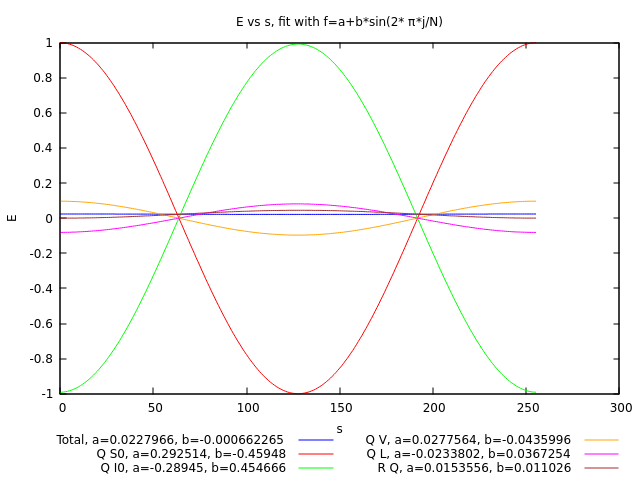 E vs s, fit with f=a+b*sin(2* π*j/N)
1
0.8
0.6
0.4
0.2
0
-0.2
-0.4
-0.6
-0.8
-1
E
0 50 100 150 200 250 300
s
Total, a=0.0227966, b=-0.000662265
Q S0, a=0.292514, b=-0.45948
Q I0, a=-0.28945, b=0.454666
Q V, a=0.0277564, b=-0.0435996
Q L, a=-0.0233802, b=0.0367254
R Q, a=0.0153556, b=0.011026